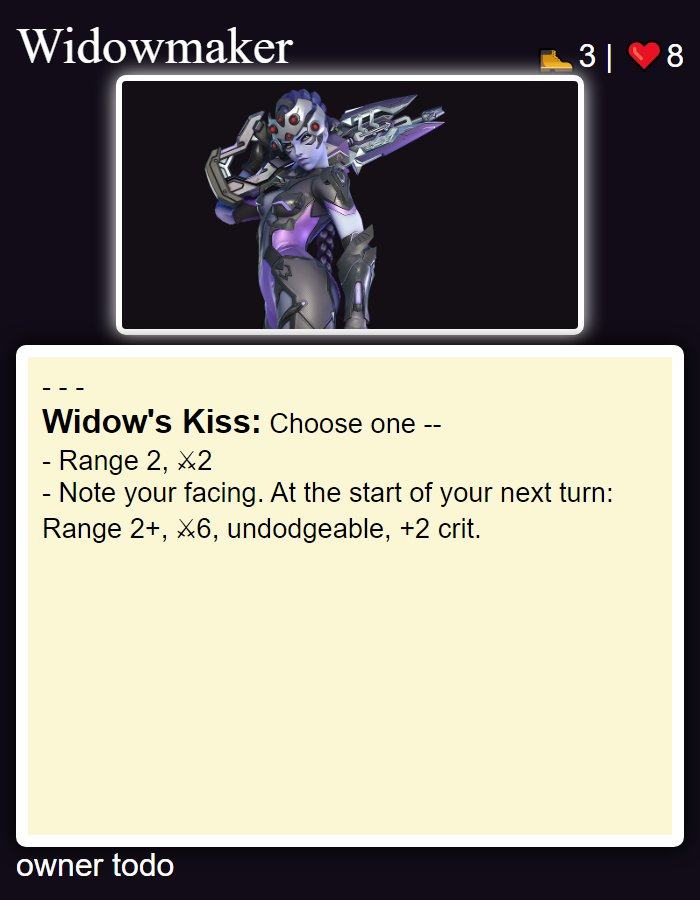 Widowmaker
🥾3 | ❤️8
- - -
Widow's Kiss: Choose one --
- Range 2, ⚔2
- Note your facing. At the start of your next turn:
Range 2+, ⚔6, undodgeable, +2 crit.
owner todo